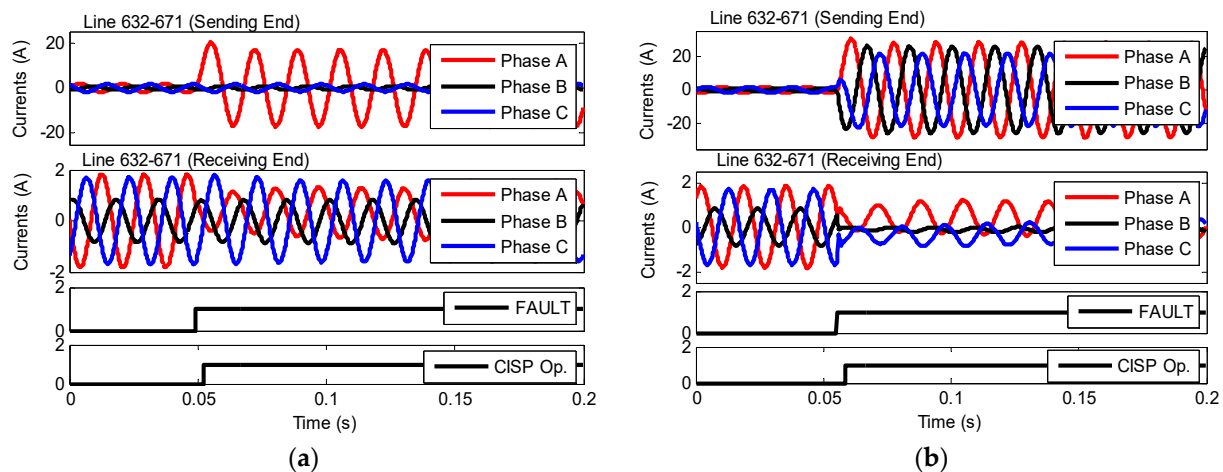 Line 632-671 (Sending End)
Currents (A)
20
0
-20
Phase A
Phase B
Phase C
Line 632-671 (Receiving End)
Currents (A)
2
0
2
Phase A
Phase B
Phase C
2
0
FAULT
2
0
CISP Op.
0
0.05
0.1
0.15
0.2
Time (s)
(a)
Line 632-671 (Sending End)
Currents (A)
20
0
-20
Phase A
Phase B
Phase C
Line 632-671 (Receiving End)
Currents (A)
2
0
-2
Phase A
Phase B
Phase C
2
0
FAULT
2
0
CISP Op.
0
0.05
0.1
0.15
0.2
Time (s)
(b)